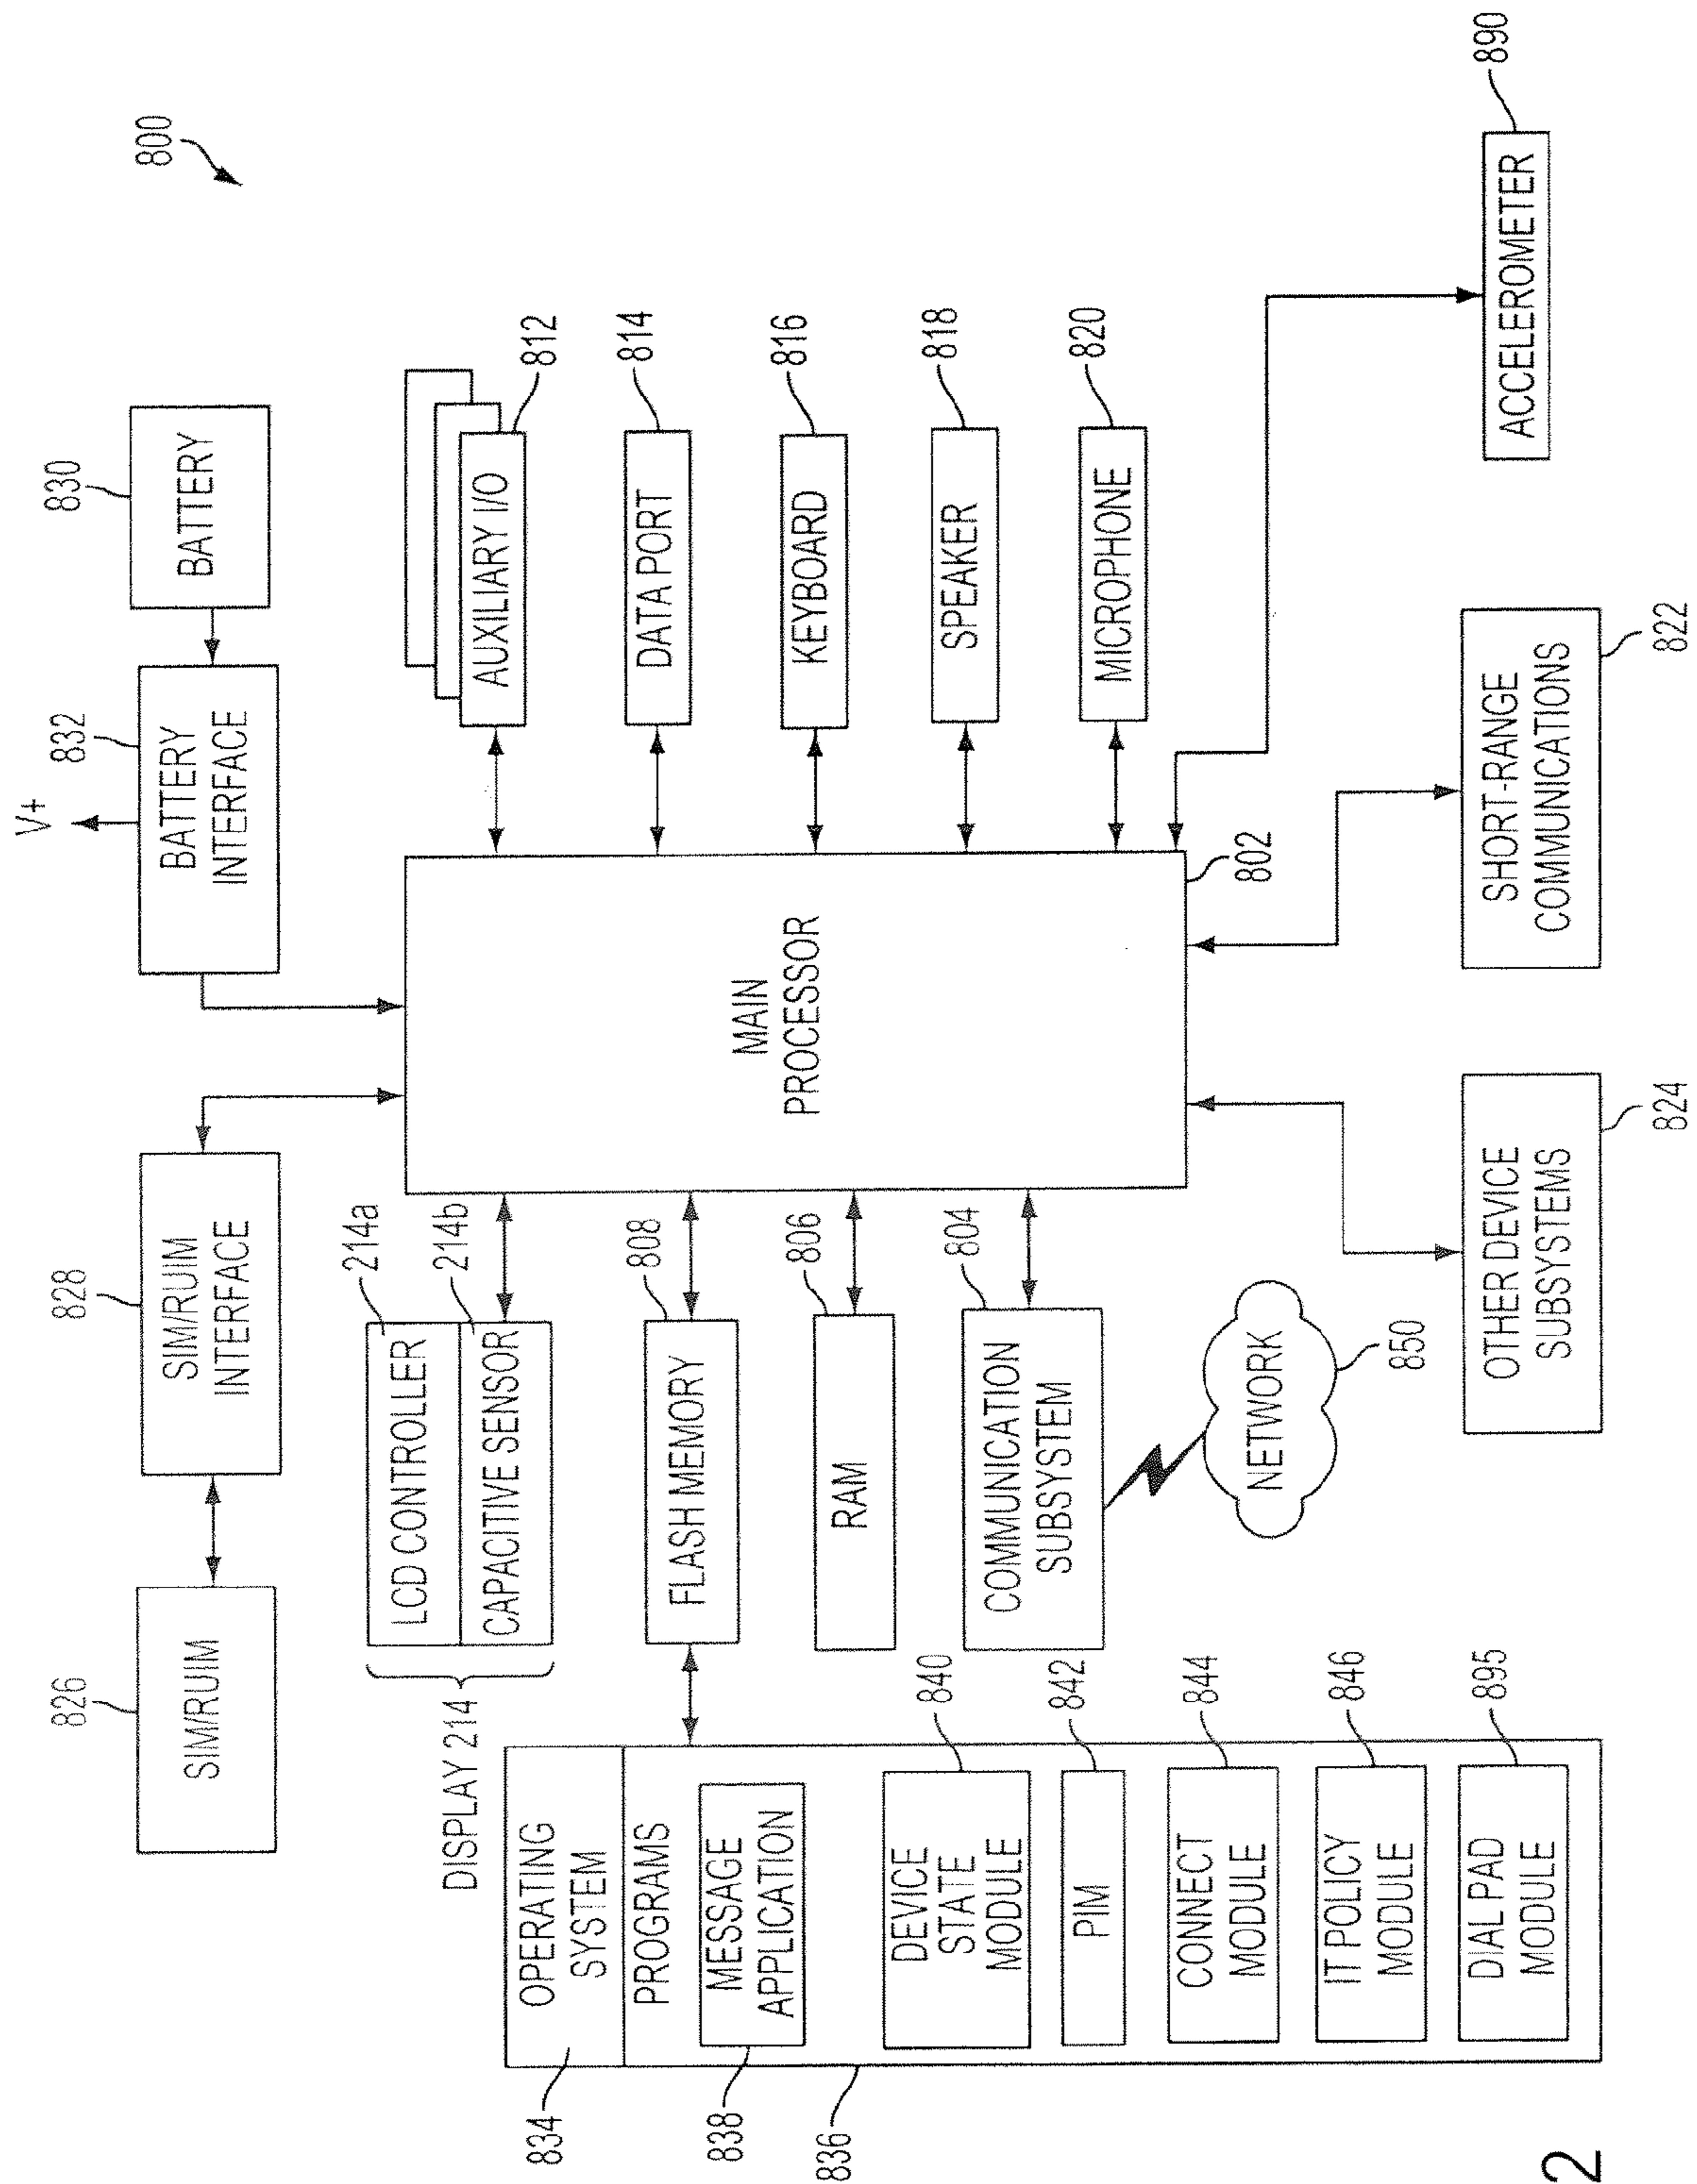 800
826
SIM/RUIM
828
SIM/RUIM
INTERFACE
V+
832
BATTERY
INTERFACE
830
BATTERY
DISPLAY 214
LCD CONTROLLER
214a
CAPACITIVE SENSOR
214b
FLASH MEMORY
808
RAM
806
COMMUNICATION
SUBSYSTEM
804
NETWORK
850
MAIN
PROCESSOR
802
AUXILIARY I/O
812
DATA PORT
814
KEYBOARD
816
SPEAKER
818
MICROPHONE
820
ACCELEROMETER
890
SHORT-RANGE
COMMUNICATIONS
822
OTHER DEVICE
SUBSYSTEMS
824
834
OPERATING
SYSTEM
PROGRAMS
838
MESSAGE
APPLICATION
836
DEVICE
STATE
MODULE
840
PIM
842
CONNECT
MODULE
844
IT POLICY
MODULE
846
DIAL PAD
MODULE
895
2